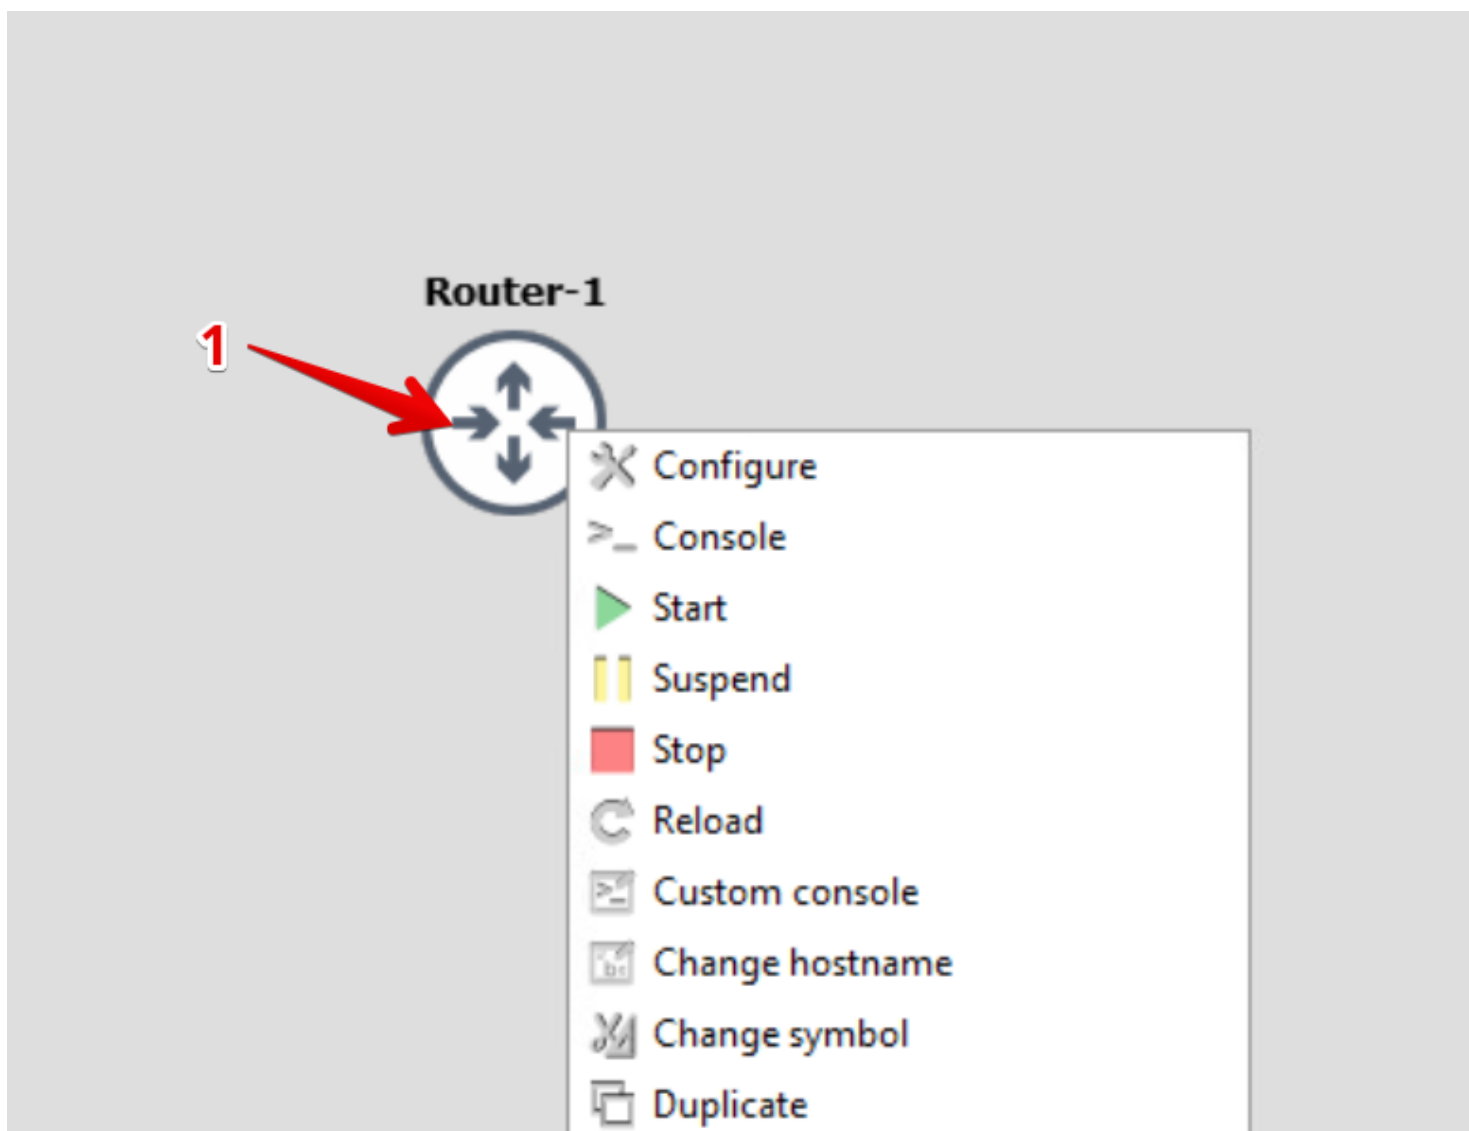 Router-1
1
Configure
Console
Start
Suspend
Stop
Reload
Custom console
Change hostname
Change symbol
Duplicate